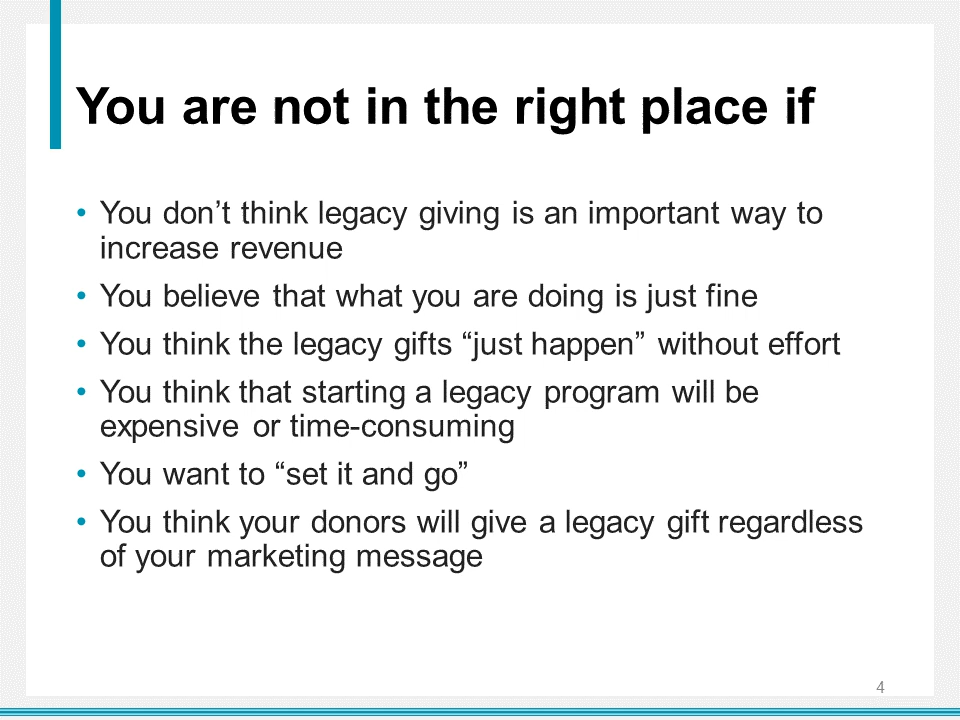 You are not in the right place if
• You don’t think legacy giving is an important way to
increase revenue
• You believe that what you are doing is just fine
• You think the legacy gifts “just happen” without effort
• You think that starting a legacy program will be
expensive or time-consuming
• You want to “set it and go”
• You think your donors will give a legacy gift regardless
of your marketing message
4